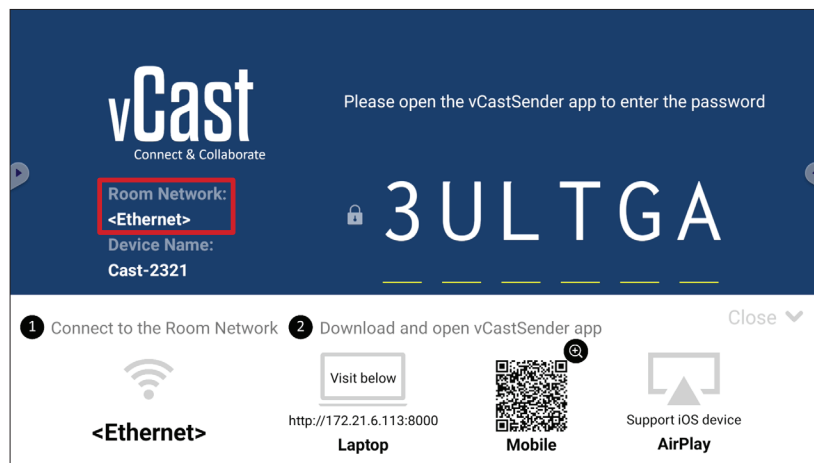 vCast
Connect & Collaborate
Please open the vCastSender app to enter the password
Room Network:
<Ethernet>
Device Name:
Cast-2321
3ULTGA
1 Connect to the Room Network
2 Download and open vCastSender app
Close
<Ethernet>
Visit below
http://172.21.6.113:8000
Laptop
Mobile
Support iOS device
AirPlay